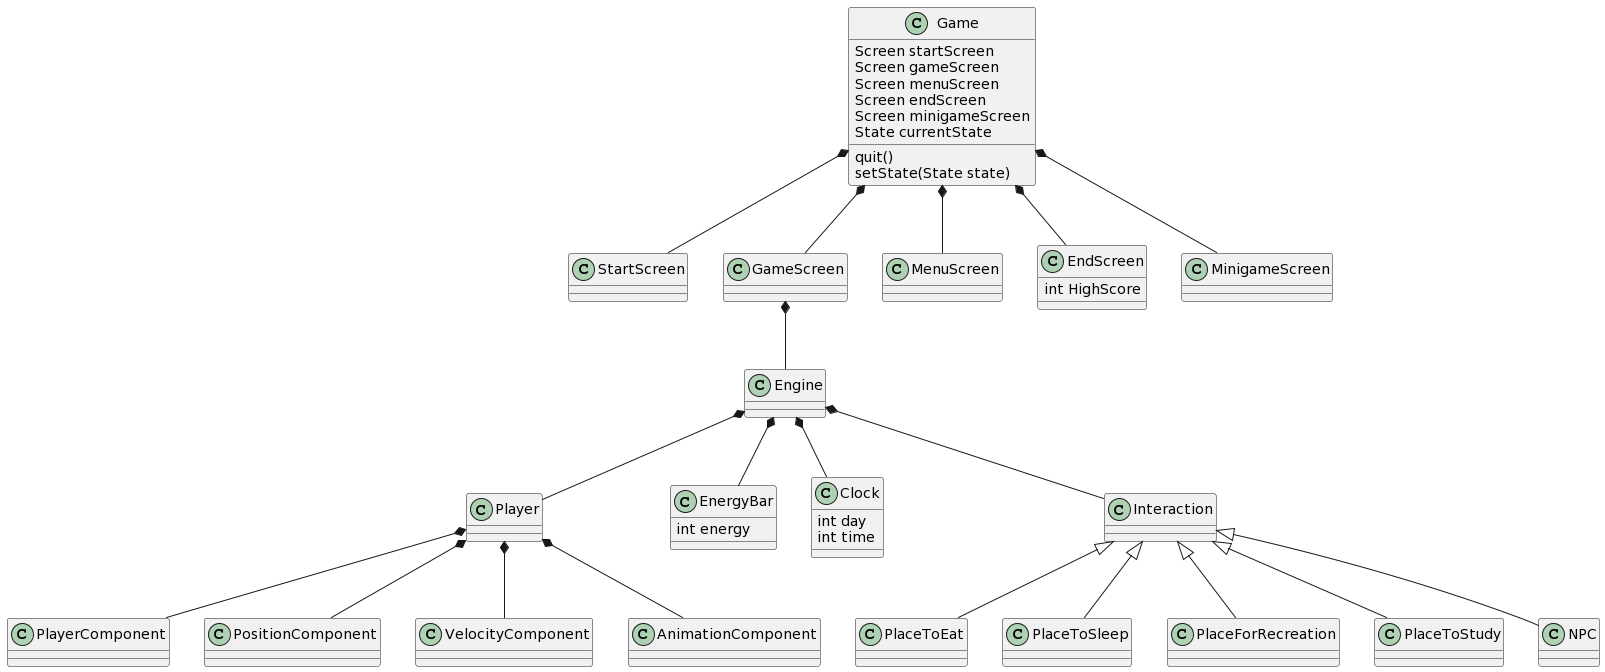 C Game
Screen startScreen
Screen gameScreen
Screen menuScreen
Screen endScreen
Screen minigameScreen
State currentState
quit()
setState(State state)
C StartScreen
C GameScreen
C MenuScreen
C EndScreen
int HighScore
C MinigameScreen
C Engine
C Player
C EnergyBar
int energy
C Clock
int day
int time
C Interaction
C PlayerComponent
C PositionComponent
C VelocityComponent
C AnimationComponent
C PlaceToEat
C PlaceToSleep
C PlaceForRecreation
C PlaceToStudy
C NPC